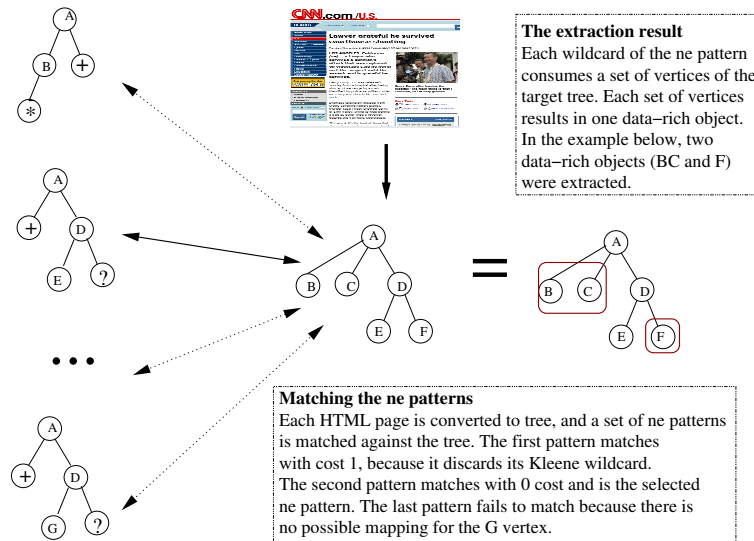 A
B
+
*
CNN.com/U.S.
Lawyer grateful he survived
courthouse shooting
The extraction result
Each wildcard of the ne pattern
consumes a set of vertices of the
target tree. Each set of vertices
results in one data−rich object.
In the example below, two
data−rich objects (BC and F)
were extracted.
A
+
D
E
?
A
B
C
D
E
F
=
A
B
C
D
E
F
• • •
A
+
D
G
?
Matching the ne patterns
Each HTML page is converted to tree, and a set of ne patterns
is matched against the tree. The first pattern matches
with cost 1, because it discards its Kleene wildcard.
The second pattern matches with 0 cost and is the selected
ne pattern. The last pattern fails to match because there is
no possible mapping for the G vertex.